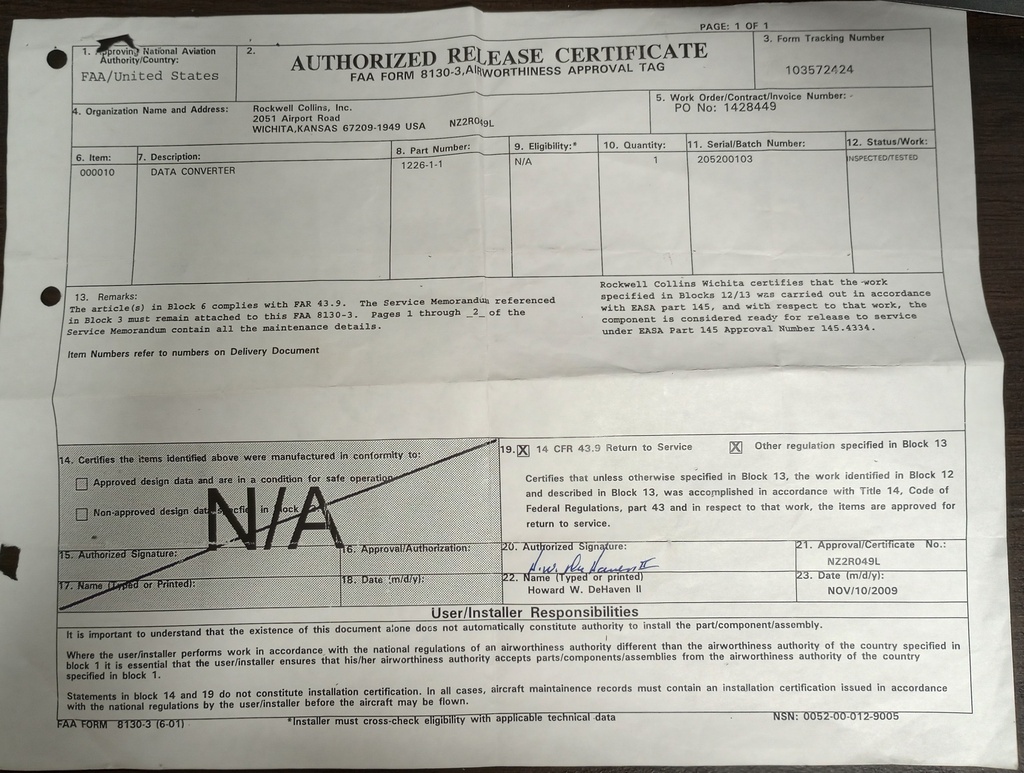 PAGE: 1 OF 1
1. Approving National Aviation
Authority/Country:
FAA/United States
2.
AUTHORIZED RELEASE CERTIFICATE
FAA FORM 8130-3,AIRWORTHINESS APPROVAL TAG
3. Form Tracking Number
103572424
4. Organization Name and Address:
Rockwell Collins, Inc.
2051 Airport Road
WICHITA,KANSAS 67209-1949 USA NZ2R049L
5. Work Order/Contract/Invoice Number:
PO No: 1428449
6. Item: 7. Description: 8. Part Number: 9. Eligibility:* 10. Quantity: 11. Serial/Batch Number: 12. Status/Work:
000010 DATA CONVERTER 1226-1-1 N/A 1 205200103 INSPECTED/TESTED
13. Remarks:
The article(s) in Block 6 complies with FAR 43.9. The Service Memorandum referenced
in Block 3 must remain attached to this FAA 8130-3. Pages 1 through _2_ of the
Service Memorandum contain all the maintenance details.
Item Numbers refer to numbers on Delivery Document
Rockwell Collins Wichita certifies that the work
specified in Blocks 12/13 was carried out in accordance
with EASA part 145, and with respect to that work, the
component is considered ready for release to service
under EASA Part 145 Approval Number 145.4334.
14. Certifies the items identified above were manufactured in conformity to:
Approved design data and are in a condition for safe operation
Non-approved design data specfied in Block
N/A
15. Authorized Signature:
16. Approval/Authorization:
17. Name (Typed or Printed):
18. Date (m/d/y):
19. X 14 CFR 43.9 Return to Service X Other regulation specified in Block 13
Certifies that unless otherwise specified in Block 13, the work identified in Block 12
and described in Block 13, was accomplished in accordance with Title 14, Code of
Federal Regulations, part 43 and in respect to that work, the items are approved for
return to service.
20. Authorized Signature:
H.W. DeHaven II
21. Approval/Certificate No.:
NZ2R049L
22. Name (Typed or printed)
Howard W. DeHaven II
23. Date (m/d/y):
NOV/10/2009
User/Installer Responsibilities
It is important to understand that the existence of this document alone does not automatically constitute authority to install the part/component/assembly.
Where the user/installer performs work in accordance with the national regulations of an airworthiness authority different than the airworthiness authority of the country specified in
block 1 it is essential that the user/installer ensures that his/her airworthiness authority accepts parts/components/assemblies from the airworthiness authority of the country
specified in block 1.
Statements in block 14 and 19 do not constitute installation certification. In all cases, aircraft maintainence records must contain an installation certification issued in accordance
with the national regulations by the user/installer before the aircraft may be flown.
FAA FORM 8130-3 (6-01) *Installer must cross-check eligibility with applicable technical data NSN: 0052-00-012-9005